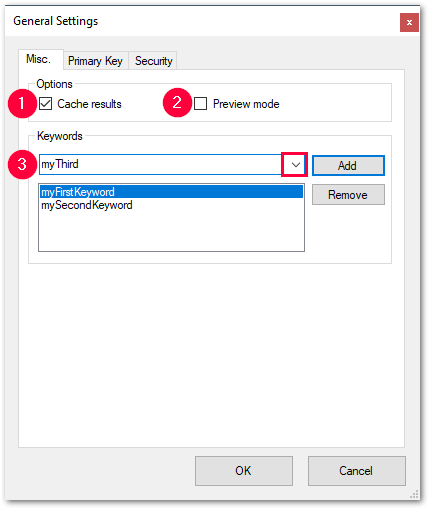 General Settings
x
Misc. Primary Key Security
Options
1 Cache results 2 Preview mode
Keywords
3 myThird Add
myFirstKeyword Remove
mySecondKeyword
OK Cancel